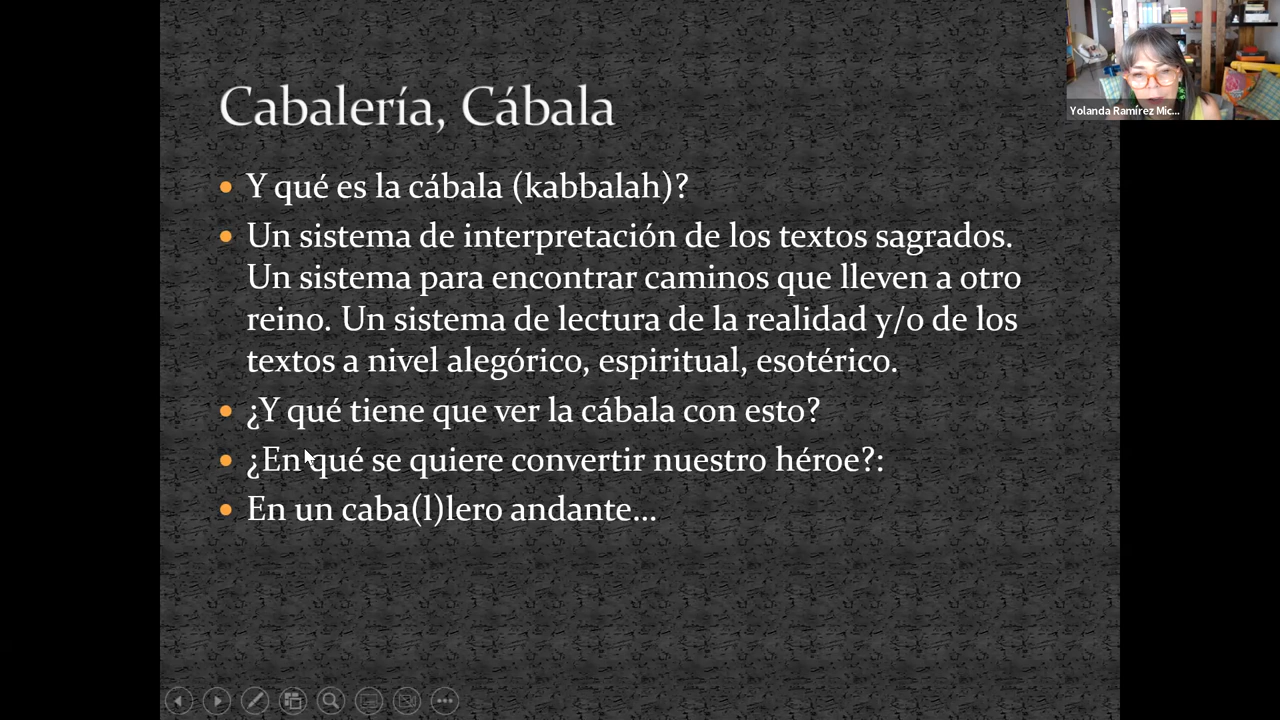 Cabalería, Cábala
Yolanda Ramírez Mic...
Y qué es la cábala (kabbalah)?
Un sistema de interpretación de los textos sagrados.
Un sistema para encontrar caminos que lleven a otro
reino. Un sistema de lectura de la realidad y/o de los
textos a nivel alegórico, espiritual, esotérico.
¿Y qué tiene que ver la cábala con esto?
¿En qué se quiere convertir nuestro héroe?:
En un caba(l)lero andante...